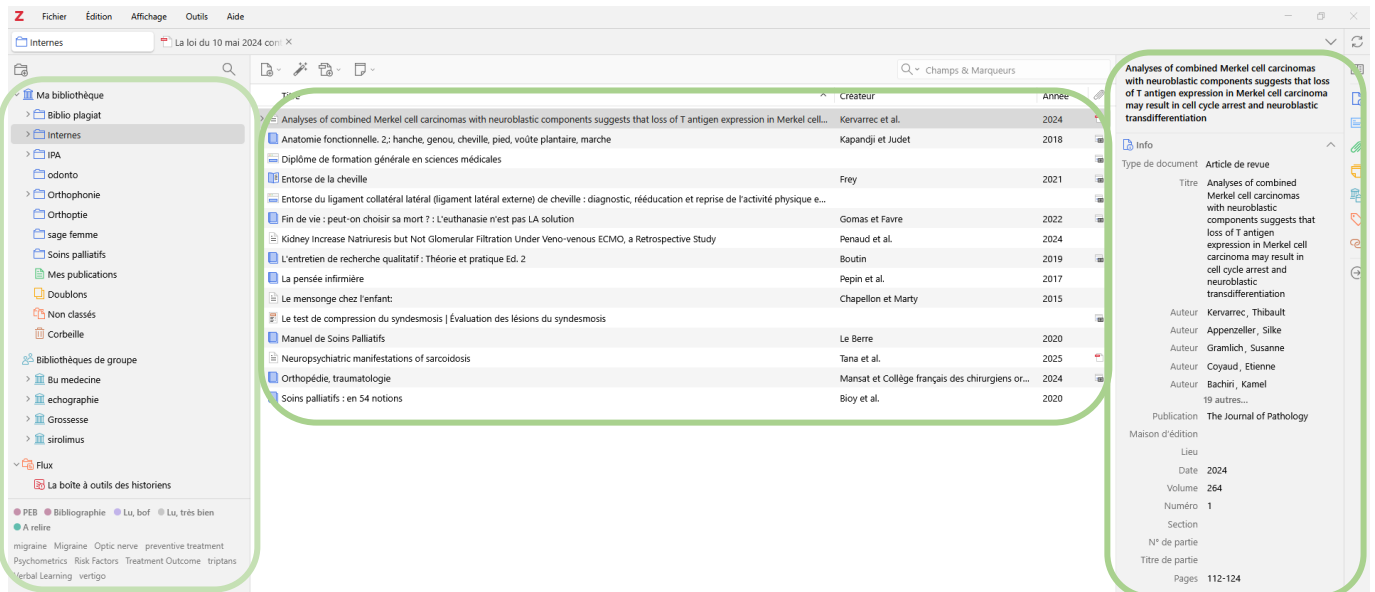 Z Fichier Édition Affichage Outils Aide
Internes La loi du 10 mai 2024 con
Champs & Marqueurs
Ma bibliothèque
Biblio plagiat
Internes
IPA
odonto
Orthophonie
Orthoptie
sage femme
Soins palliatifs
Mes publications
Doublons
Non classés
Corbeille
Bibliothèques de groupe
Bu medecine
echographie
Grossesse
sirolimus
Flux
La boîte à outils des historiens
PEB Bibliographie Lu, bof Lu, très bien
A relire
migraine Migraine Optic nerve preventive treatment
Psychometrics Risk Factors Treatment Outcome triptans
Verbal Learning vertigo
Titre Créateur Année
Analyses of combined Merkel cell carcinomas with neuroblastic components suggests that loss of T antigen expression in Merkel cell... Kervarrec et al. 2024
Anatomie fonctionnelle. 2,: hanche, genou, cheville, pied, voûte plantaire, marche Kapandji et Judet 2018
Diplôme de formation générale en sciences médicales
Entorse de la cheville Frey 2021
Entorse du ligament collatéral latéral (ligament latéral externe) de cheville : diagnostic, rééducation et reprise de l'activité physique e...
Fin de vie : peut-on choisir sa mort ? : L'euthanasie n'est pas LA solution Gomas et Favre 2022
Kidney Increase Natriuresis but Not Glomerular Filtration Under Veno-venous ECMO, a Retrospective Study Penaud et al. 2024
L'entretien de recherche qualitatif : Théorie et pratique Ed. 2 Boutin 2019
La pensée infirmière Pepin et al. 2017
Le mensonge chez l'enfant: Chapellon et Marty 2015
Le test de compression du syndesmosis | Évaluation des lésions du syndesmosis
Manuel de Soins Palliatifs Le Berre 2020
Neuropsychiatric manifestations of sarcoidosis Tana et al. 2025
Orthopédie, traumatologie Mansat et Collège français des chirurgiens or... 2024
Soins palliatifs : en 54 notions Bioy et al. 2020
Analyses of combined Merkel cell carcinomas
with neuroblastic components suggests that loss
of T antigen expression in Merkel cell carcinoma
may result in cell cycle arrest and neuroblastic
transdifferentiation
Info
Type de document Article de revue
Titre Analyses of combined
Merkel cell carcinomas
with neuroblastic
components suggests that
loss of T antigen
expression in Merkel cell
carcinoma may result in
cell cycle arrest and
neuroblastic
transdifferentiation
Auteur Kervarrec, Thibault
Auteur Appenzeller, Silke
Auteur Gramlich, Susanne
Auteur Coyaud, Etienne
Auteur Bachiri, Kamel
19 autres...
Publication The Journal of Pathology
Maison d'édition
Lieu
Date 2024
Volume 264
Numéro 1
Section
N° de partie
Titre de partie
Pages 112-124